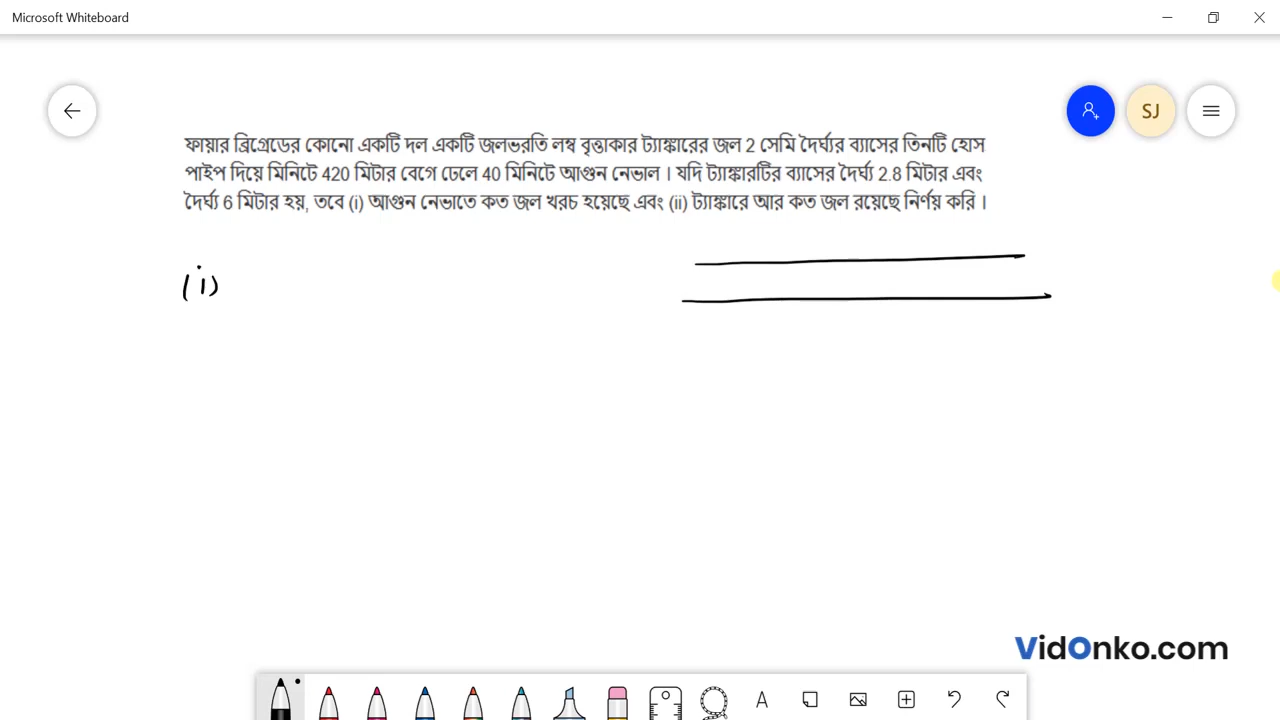 Microsoft Whiteboard
SJ
ফায়ার ব্রিগ্রেডের কোনো একটি দল একটি জলভরতি লম্ব বৃত্তাকার ট্যাঙ্কারের জল 2 সেমি দৈর্ঘ্যের ব্যাসের তিনটি হোস
পাইপ দিয়ে মিনিটে 420 মিটার বেগে ঢেলে 40 মিনিটে আগুন নেভাল । যদি ট্যাঙ্কারটির ব্যাসের দৈর্ঘ্য 2.8 মিটার এবং
দৈর্ঘ্য 6 মিটার হয়, তবে (i) আগুন নেভাতে কত জল খরচ হয়েছে এবং (ii) ট্যাঙ্কারে আর কত জল রয়েছে নির্ণয় করি ।
(i)
VidOnko.com
A